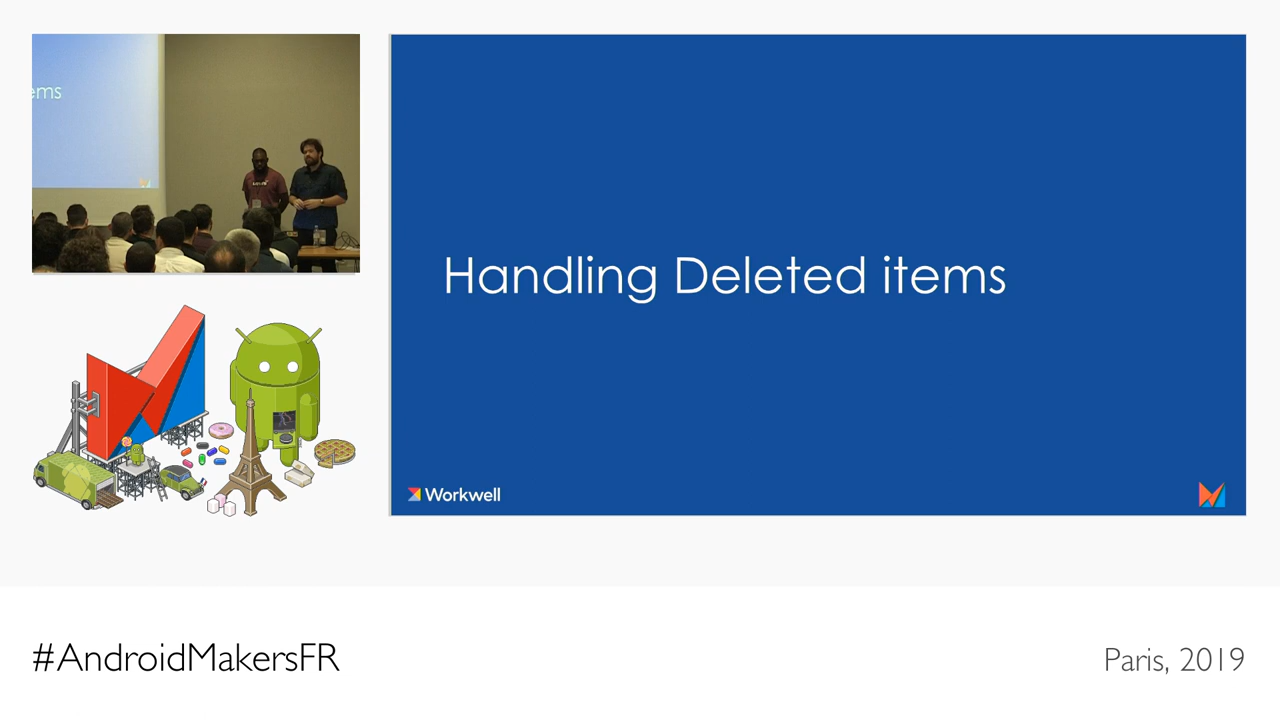 ems
Handling Deleted items
Workwell
#AndroidMakersFR
Paris, 2019